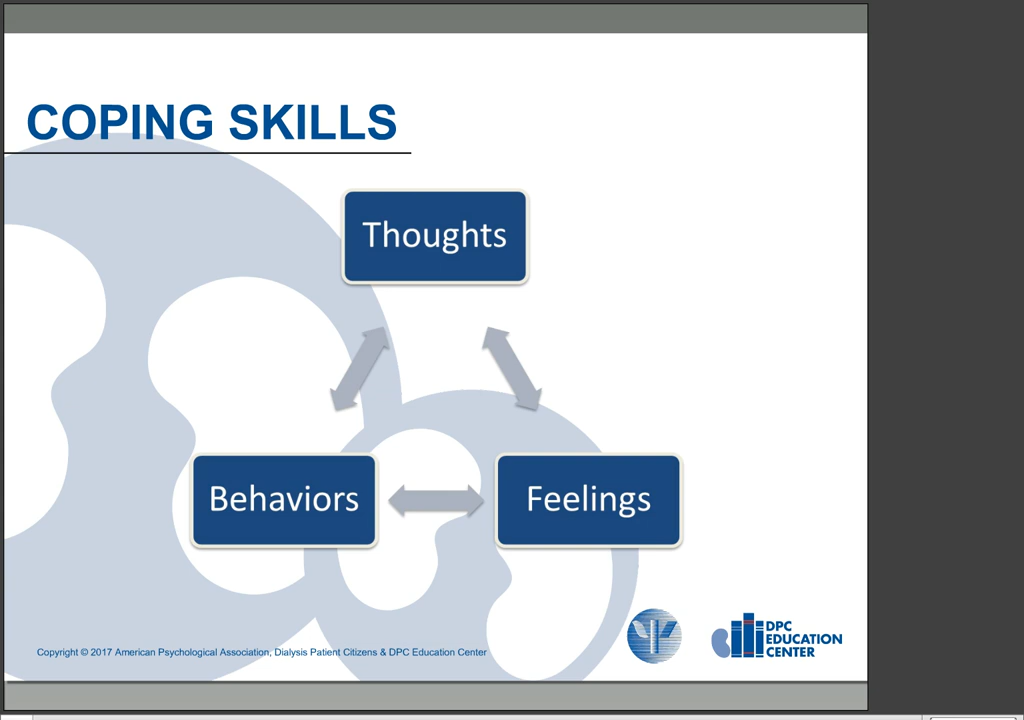 COPING SKILLS
Thoughts
Behaviors
Feelings
Copyright © 2017 American Psychological Association, Dialysis Patient Citizens & DPC Education Center
DPC
EDUCATION
CENTER